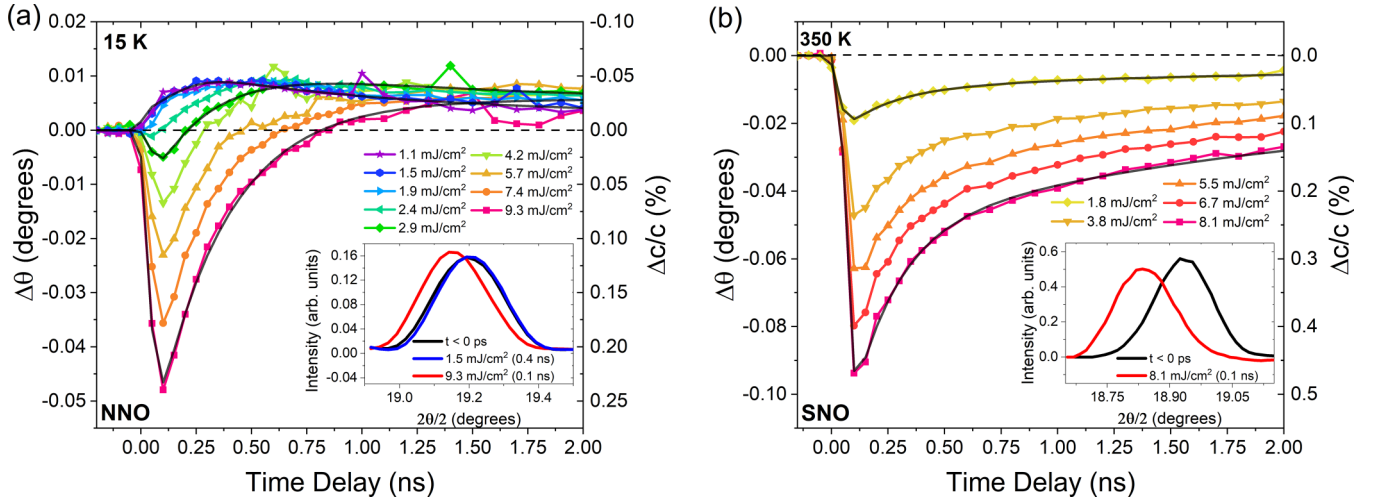 (a)
15 K
0.02
0.01
0.00
-0.01
-0.02
-0.03
-0.04
-0.05
Δθ (degrees)
-0.10
-0.05
0.00
0.05
0.10
0.15
0.20
0.25
Δc/c (%)
1.1 mJ/cm²
1.5 mJ/cm²
1.9 mJ/cm²
2.4 mJ/cm²
2.9 mJ/cm²
4.2 mJ/cm²
5.7 mJ/cm²
7.4 mJ/cm²
9.3 mJ/cm²
Intensity (arb. units)
0.16
0.12
0.08
0.04
0.00
-0.04
t < 0 ps
1.5 mJ/cm² (0.4 ns)
9.3 mJ/cm² (0.1 ns)
19.0 19.2 19.4
2θ/2 (degrees)
NNO
0.00 0.25 0.50 0.75 1.00 1.25 1.50 1.75 2.00
Time Delay (ns)
(b)
350 K
0.00
-0.02
-0.04
-0.06
-0.08
-0.10
Δθ (degrees)
0.0
0.1
0.2
0.3
0.4
0.5
Δc/c (%)
1.8 mJ/cm²
3.8 mJ/cm²
5.5 mJ/cm²
6.7 mJ/cm²
8.1 mJ/cm²
Intensity (arb. units)
0.6
0.4
0.2
0.0
t < 0 ps
8.1 mJ/cm² (0.1 ns)
18.75 18.90 19.05
2θ/2 (degrees)
SNO
0.00 0.25 0.50 0.75 1.00 1.25 1.50 1.75 2.00
Time Delay (ns)